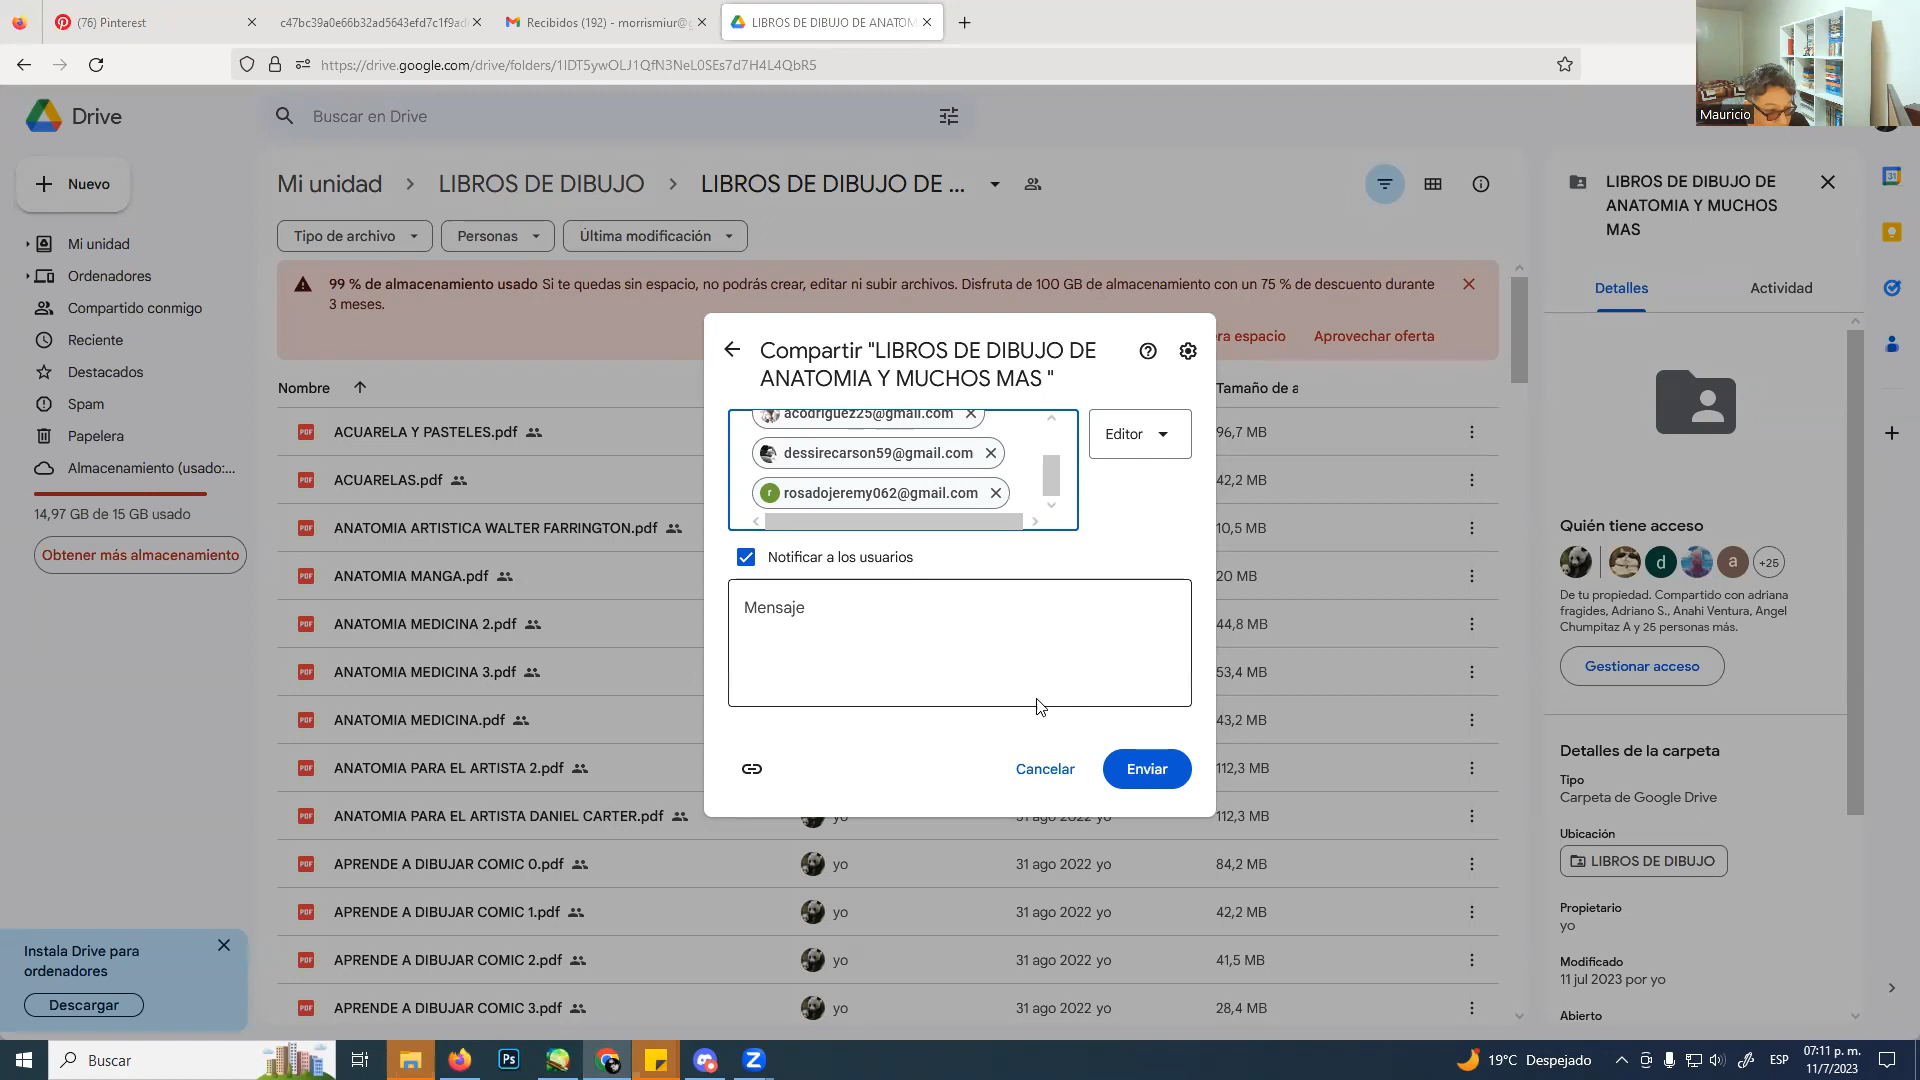 (76) Pinterest
c47bc39a0e66b32ad5643efd7c1f9ad
Recibidos (192) - morrismiur@g
LIBROS DE DIBUJO DE ANATOM
https://drive.google.com/drive/folders/1IDT5ywOLJ1QfN3NeL0SEs7d7H4L4QbR5
Mauricio
Drive
Buscar en Drive
Nuevo
Mi unidad
Ordenadores
Compartido conmigo
Reciente
Destacados
Spam
Papelera
Almacenamiento (usado:...
14,97 GB de 15 GB usado
Obtener más almacenamiento
Instala Drive para
ordenadores
Descargar
Mi unidad > LIBROS DE DIBUJO > LIBROS DE DIBUJO DE ...
Tipo de archivo
Personas
Última modificación
99 % de almacenamiento usado Si te quedas sin espacio, no podrás crear, editar ni subir archivos. Disfruta de 100 GB de almacenamiento con un 75 % de descuento durante
3 meses.
ra espacio
Aprovechar oferta
Nombre
Tamaño de a
ACUARELA Y PASTELES.pdf
96,7 MB
ACUARELAS.pdf
42,2 MB
ANATOMIA ARTISTICA WALTER FARRINGTON.pdf
10,5 MB
ANATOMIA MANGA.pdf
20 MB
ANATOMIA MEDICINA 2.pdf
44,8 MB
ANATOMIA MEDICINA 3.pdf
53,4 MB
ANATOMIA MEDICINA.pdf
43,2 MB
ANATOMIA PARA EL ARTISTA 2.pdf
112,3 MB
ANATOMIA PARA EL ARTISTA DANIEL CARTER.pdf
yo
31 ago 2022 yo
112,3 MB
APRENDE A DIBUJAR COMIC 0.pdf
yo
31 ago 2022 yo
84,2 MB
APRENDE A DIBUJAR COMIC 1.pdf
yo
31 ago 2022 yo
42,2 MB
APRENDE A DIBUJAR COMIC 2.pdf
yo
31 ago 2022 yo
41,5 MB
APRENDE A DIBUJAR COMIC 3.pdf
yo
31 ago 2022 yo
28,4 MB
Compartir "LIBROS DE DIBUJO DE
ANATOMIA Y MUCHOS MAS "
acodriguez25@gmail.com
dessirecarson59@gmail.com
r
rosadojeremy062@gmail.com
Editor
Notificar a los usuarios
Mensaje
Cancelar
Enviar
LIBROS DE DIBUJO DE
ANATOMIA Y MUCHOS
MAS
Detalles
Actividad
Quién tiene acceso
d
a
+25
De tu propiedad. Compartido con adriana
fragides, Adriano S., Anahi Ventura, Angel
Chumpitaz A y 25 personas más.
Gestionar acceso
Detalles de la carpeta
Tipo
Carpeta de Google Drive
Ubicación
LIBROS DE DIBUJO
Propietario
yo
Modificado
11 jul 2023 por yo
Abierto
31
Buscar
Ps
Z
19°C Despejado
ESP
07:11 p. m.
11/7/2023